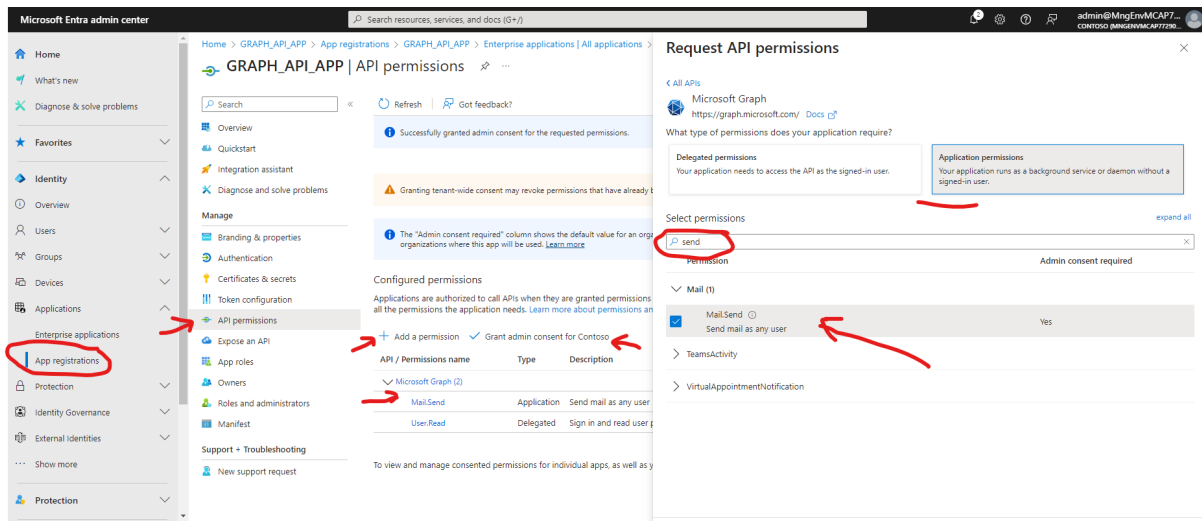 Microsoft Entra admin center
Search resources, services, and docs (G+/)
admin@MngEnvMCAP7...
CONTOSO (MNGENVMCAP77290...
Home
What's new
Diagnose & solve problems
Favorites
Identity
Overview
Users
Groups
Devices
Applications
Enterprise applications
App registrations
Protection
Identity Governance
External Identities
Show more
Protection
Home > GRAPH_API_APP > App registrations > GRAPH_API_APP > Enterprise applications | All applications >
GRAPH_API_APP | API permissions
Search
Overview
Quickstart
Integration assistant
Diagnose and solve problems
Manage
Branding & properties
Authentication
Certificates & secrets
Token configuration
API permissions
Expose an API
App roles
Owners
Roles and administrators
Manifest
Support + Troubleshooting
New support request
Refresh
Got feedback?
Successfully granted admin consent for the requested permissions.
Granting tenant-wide consent may revoke permissions that have already b
The "Admin consent required" column shows the default value for an orga
organizations where this app will be used. Learn more
Configured permissions
Applications are authorized to call APIs when they are granted permissions
all the permissions the application needs. Learn more about permissions an
Add a permission
Grant admin consent for Contoso
API / Permissions name Type Description
Microsoft Graph (2)
Mail.Send Application Send mail as any user
User.Read Delegated Sign in and read user p
To view and manage consented permissions for individual apps, as well as y
Request API permissions
All APIs
Microsoft Graph
https://graph.microsoft.com/ Docs
What type of permissions does your application require?
Delegated permissions
Your application needs to access the API as the signed-in user.
Application permissions
Your application runs as a background service or daemon without a
signed-in user.
Select permissions
expand all
send
Permission Admin consent required
Mail (1)
Mail.Send
Send mail as any user
Yes
TeamsActivity
VirtualAppointmentNotification